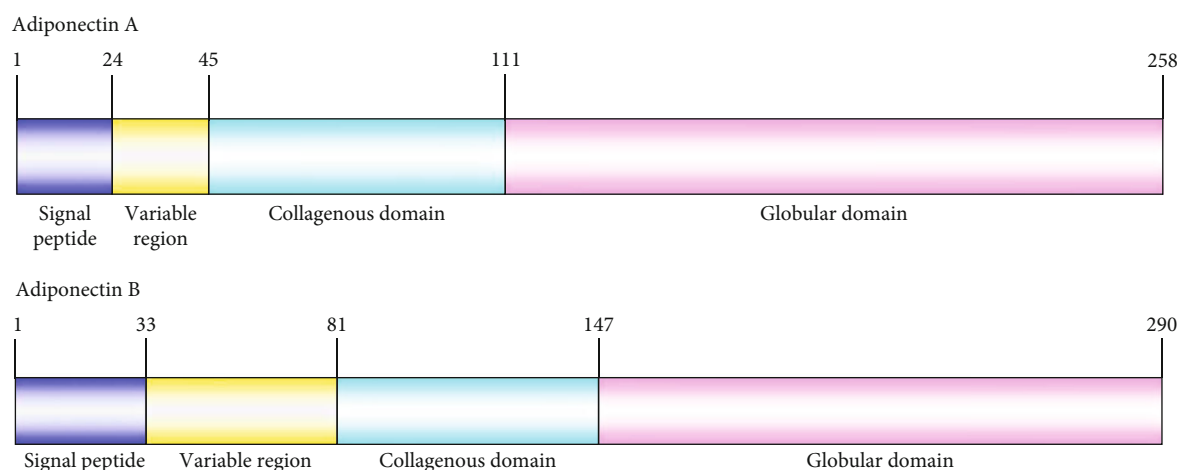 Adiponectin A
1 24 45 111 258
Signal peptide Variable region Collagenous domain Globular domain
Adiponectin B
1 33 81 147 290
Signal peptide Variable region Collagenous domain Globular domain